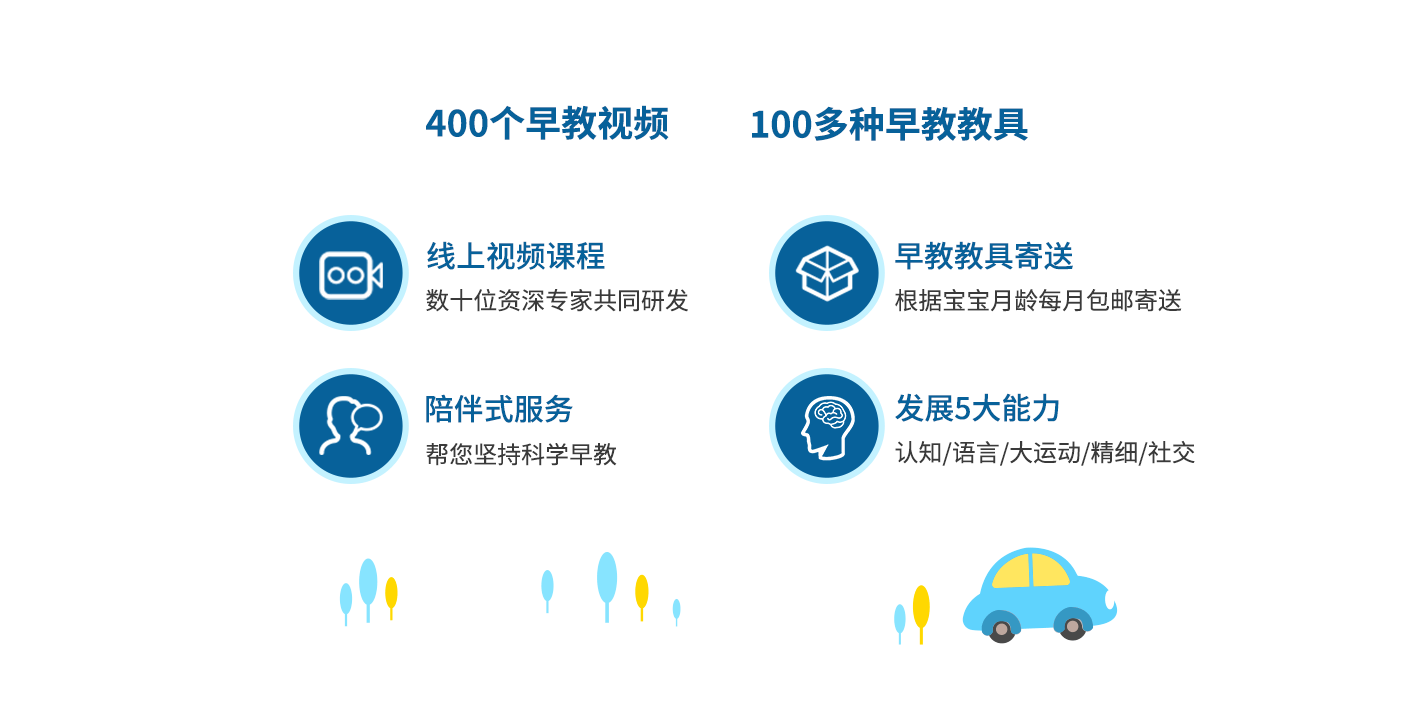 400个早教视频
100多种早教教具
线上视频课程
数十位资深专家共同研发
早教教具寄送
根据宝宝月龄每月包邮寄送
陪伴式服务
帮您坚持科学早教
发展5大能力
认知/语言/大运动/精细/社交